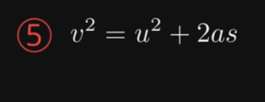 ⑤ v² = u² + 2as